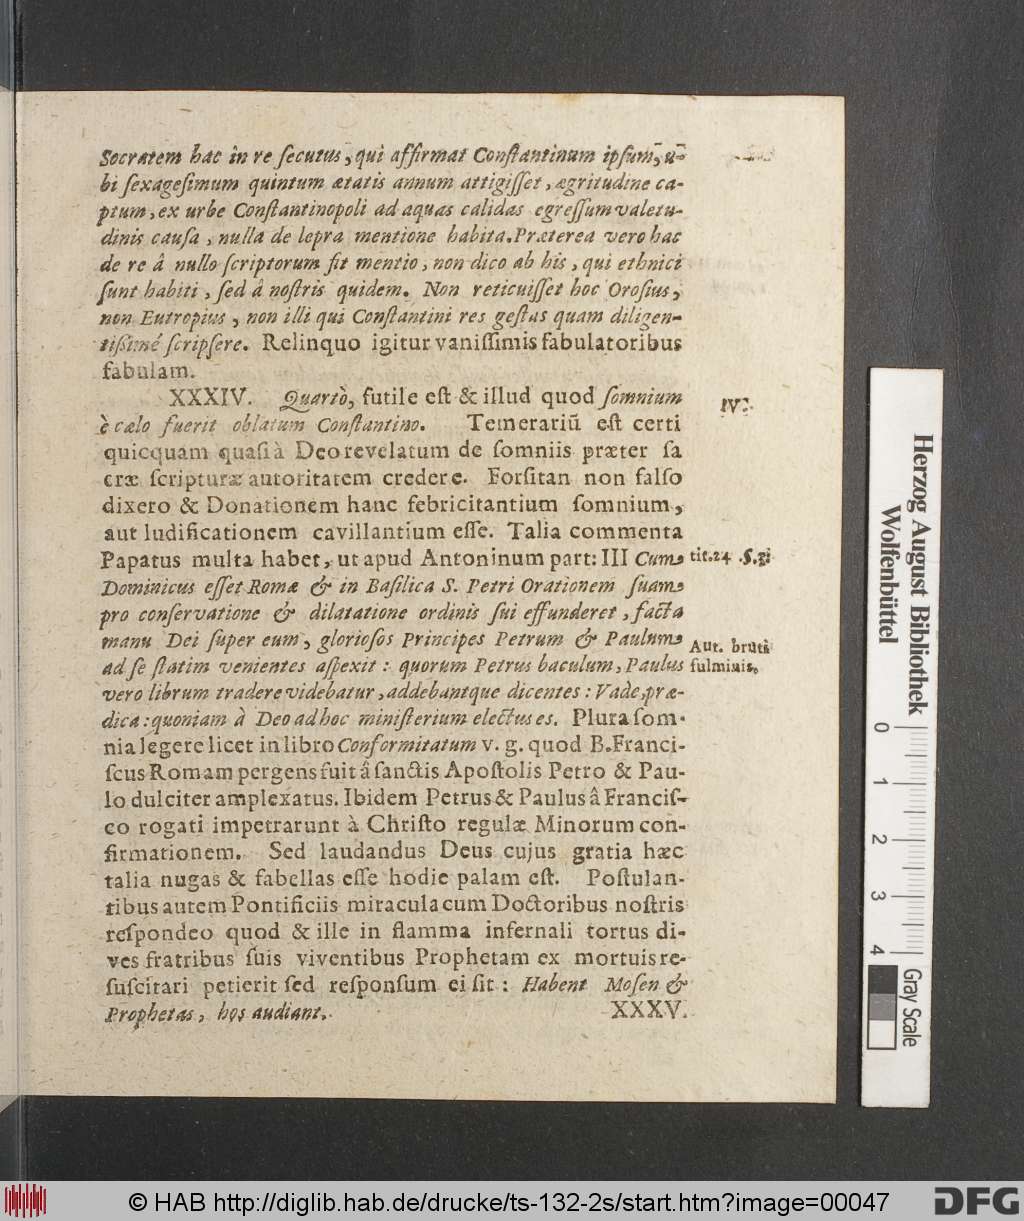 Socratem hac in re ſecutus, qui affirmat Conſtantinum ipſum, u-
bi ſexageſimum quintum ætatis annum attigiſſet, ægritudine ca-
ptum, ex urbe Conſtantinopoli ad aquas calidas egreſſum valetu-
dinis cauſa, nulla de lepra mentione habita. Præterea vero hac
de re â nullo ſcriptorum fit mentio, non dico ab his, qui ethnici
ſunt habiti, ſed â noſtris quidem. Non reticuiſſet hoc Oroſius,
non Eutropius, non illi qui Conſtantini res geſtas quam diligen-
tißimé ſcripſere. Relinquo igitur vaniſſimis fabulatoribus
fabulam.
XXXIV. Quartò, futile eſt & illud quod ſomnium
IV.
è cælo fuerit oblatum Conſtantino. Temerariũ eſt certi
quicquam quaſi à Deo revelatum de ſomniis præter ſa
cræ ſcripturæ autoritatem credere. Forſitan non falſo
dixero & Donationem hanc febricitantium ſomnium,
aut ludificationem cavillantium eſſe. Talia commenta
Papatus multa habet, ut apud Antoninum part: III Cum
tit. 24. §. 3
Dominicus eſſet Romæ & in Baſilica S. Petri Orationem ſuam
pro conſervatione & dilatatione ordinis ſui effunderet, facta
manu Dei ſuper eum, glorioſos Principes Petrum & Paulum
Aut. bruti
ad ſe ſtatim venientes aſpexit: quorum Petrus baculum, Paulus
fulminis.
vero librum tradere videbatur, addebantque dicentes: Vade, præ-
dica: quoniam à Deo ad hoc miniſterium electus es. Plura ſom-
nia legere licet in libro Conformitatum v. g. quod B. Franci-
ſcus Romam pergens fuit â ſanctis Apoſtolis Petro & Pau-
lo dulciter amplexatus. Ibidem Petrus & Paulus â Franciſ-
co rogati impetrarunt à Chriſto regulæ Minorum con-
firmationem. Sed laudandus Deus cujus gratia hæc
talia nugas & fabellas eſſe hodie palam eſt. Poſtulan-
tibus autem Pontificiis miracula cum Doctoribus noſtris
reſpondeo quod & ille in flamma infernali tortus di-
ves fratribus ſuis viventibus Prophetam ex mortuis re-
ſuſcitari petierit ſed reſponſum ei ſit: Habent Moſen &
Prophetas, hos audiant.
XXXV.
Herzog August Bibliothek
Wolfenbüttel
0 1 2 3 4
Gray Scale
© HAB http://diglib.hab.de/drucke/ts-132-2s/start.htm?image=00047
DFG